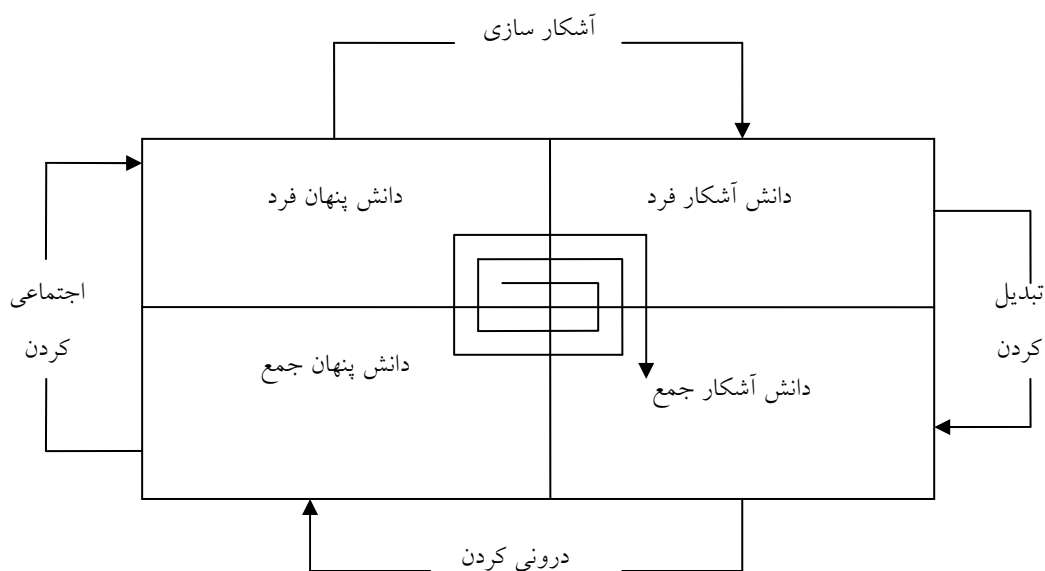 آشکار سازی
دانش آشکار فرد
دانش پنهان فرد
تبدیل
کردن
اجتماعی
کردن
دانش آشکار جمع
دانش پنهان جمع
درونی کردن